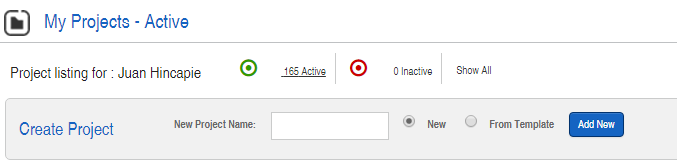 My Projects - Active
Project listing for : Juan Hincapie 165 Active 0 Inactive Show All
Create Project New Project Name: New From Template Add New